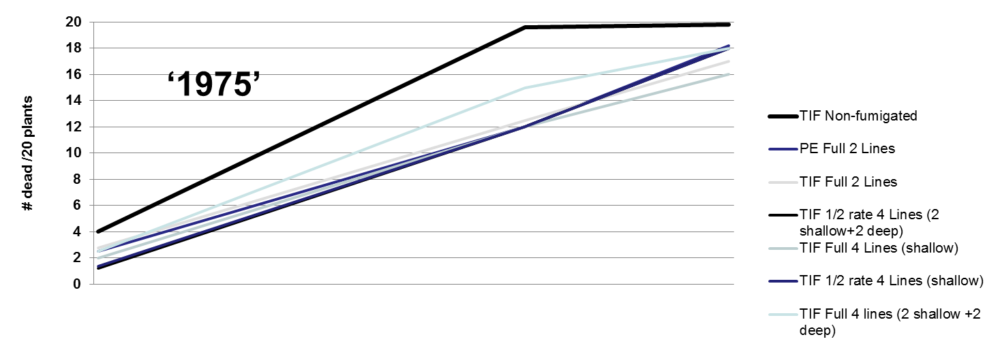 20
18
16
14
12
10
8
6
4
2
0
# dead /20 plants
‘1975’
TIF Non-fumigated
PE Full 2 Lines
TIF Full 2 Lines
TIF 1/2 rate 4 Lines (2
shallow+2 deep)
TIF Full 4 Lines (shallow)
TIF 1/2 rate 4 Lines (shallow)
TIF Full 4 lines (2 shallow +2
deep)